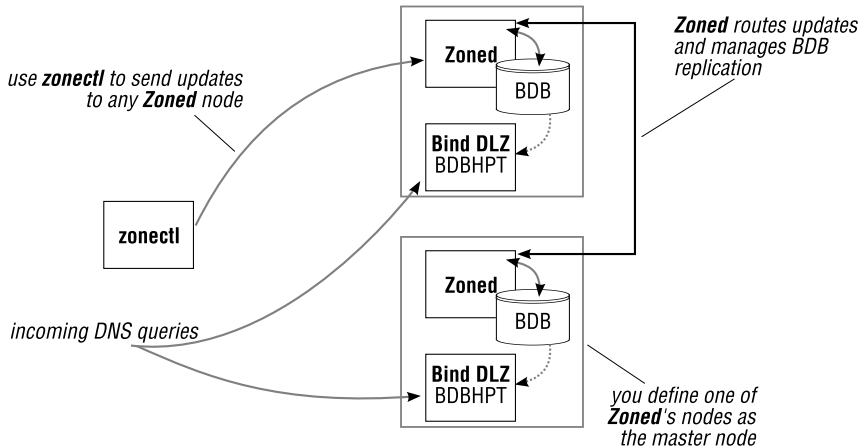 Zoned routes updates
and manages BDB
replication
use zonectl to send updates
to any Zoned node
Zoned
BDB
Bind DLZ
BDBHPT
zonectl
Zoned
BDB
incoming DNS queries
Bind DLZ
BDBHPT
you define one of
Zoned's nodes as
the master node